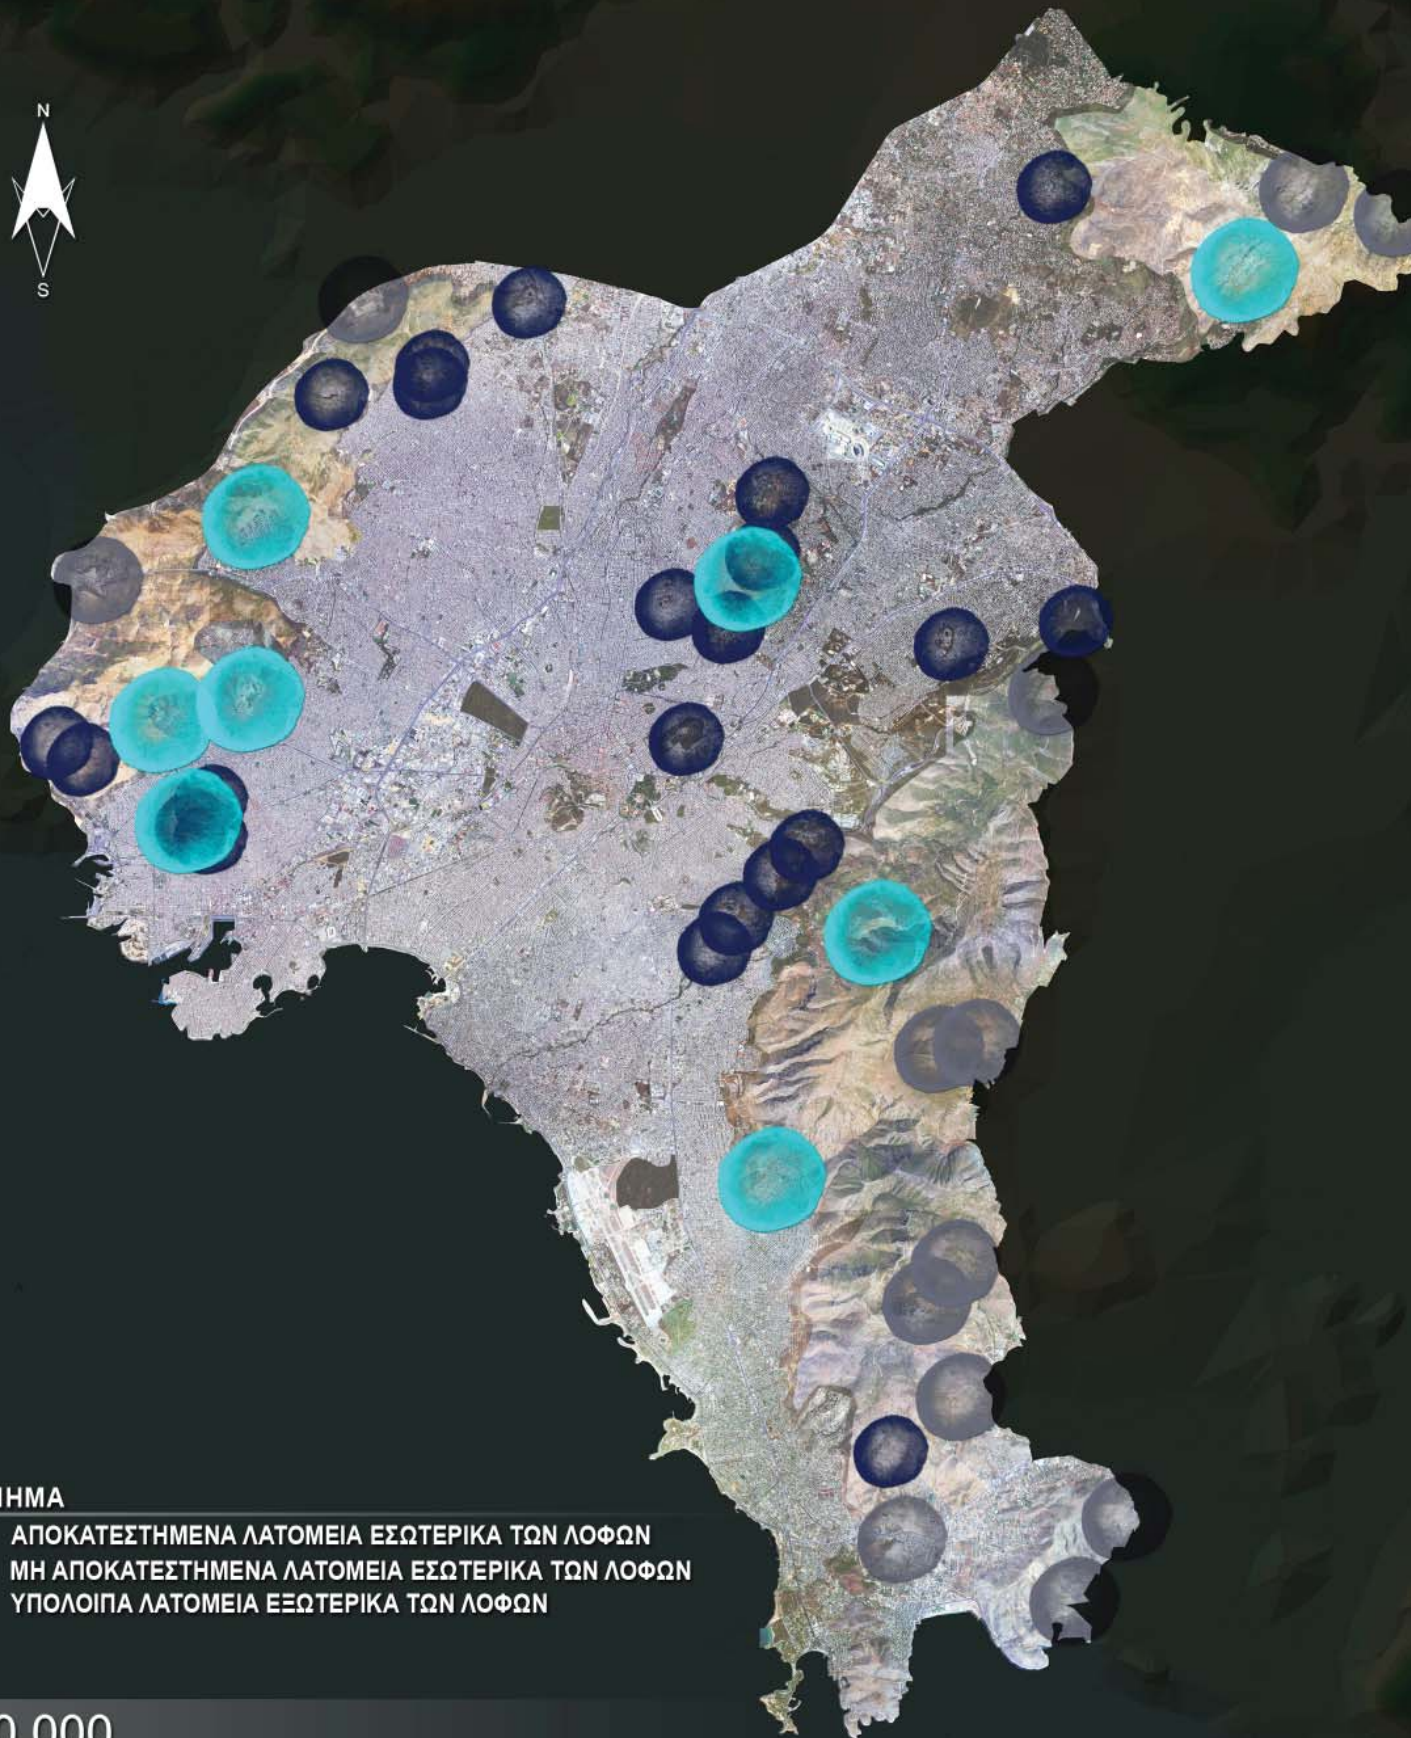 N
S
ΑΠΟΚΑΤΕΣΤΗΜΕΝΑ ΛΑΤΟΜΕΙΑ ΕΣΩΤΕΡΙΚΑ ΤΩΝ ΛΟΦΩΝ
ΜΗ ΑΠΟΚΑΤΕΣΤΗΜΕΝΑ ΛΑΤΟΜΕΙΑ ΕΣΩΤΕΡΙΚΑ ΤΩΝ ΛΟΦΩΝ
ΥΠΟΛΟΙΠΑ ΛΑΤΟΜΕΙΑ ΕΞΩΤΕΡΙΚΑ ΤΩΝ ΛΟΦΩΝ